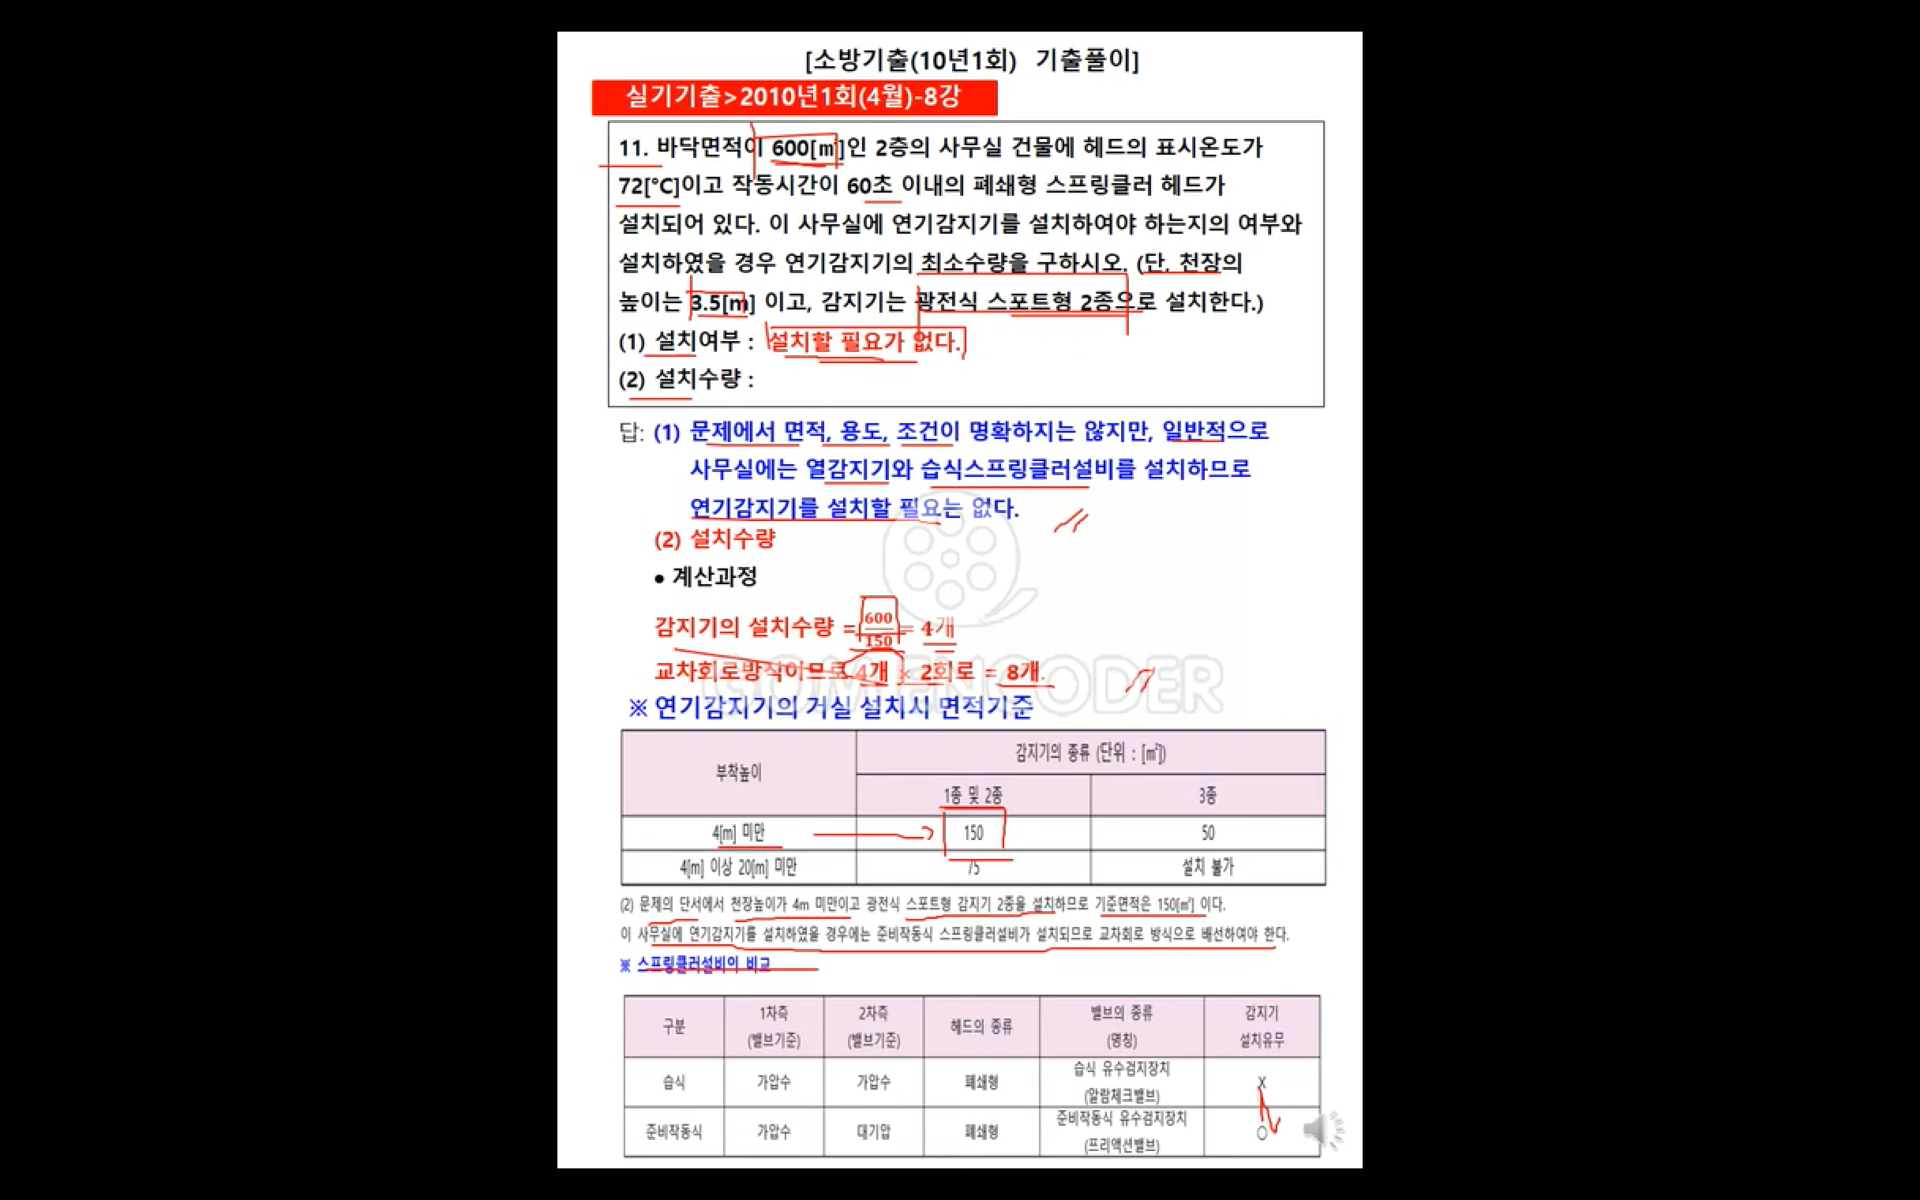 [소방기출(10년1회) 기출풀이]
실기기출>2010년1회(4월)-8강
11. 바닥면적이 600[㎡]인 2층의 사무실 건물에 헤드의 표시온도가
72[℃]이고 작동시간이 60초 이내의 폐쇄형 스프링클러 헤드가
설치되어 있다. 이 사무실에 연기감지기를 설치하여야 하는지의 여부와
설치하였을 경우 연기감지기의 최소수량을 구하시오. (단, 천장의
높이는 3.5[m] 이고, 감지기는 광전식 스포트형 2종으로 설치한다.)
(1) 설치여부 : 설치할 필요가 없다.
(2) 설치수량 :
답: (1) 문제에서 면적, 용도, 조건이 명확하지는 않지만, 일반적으로
사무실에는 열감지기와 습식스프링클러설비를 설치하므로
연기감지기를 설치할 필요는 없다.
(2) 설치수량
• 계산과정
감지기의 설치수량 = 600/150 = 4개
교차회로방식이므로 4개 × 2회로 = 8개.
GOM ENCODER
※ 연기감지기의 거실 설치시 면적기준
부착높이 감지기의 종류 (단위 : [㎡])
1종 및 2종 3종
4[m] 미만 150 50
4[m] 이상 20[m] 미만 75 설치 불가
(2) 문제의 단서에서 천장높이가 4m 미만이고 광전식 스포트형 감지기 2종을 설치하므로 기준면적은 150[㎡] 이다.
이 사무실에 연기감지기를 설치하였을 경우에는 준비작동식 스프링클러설비가 설치되므로 교차회로 방식으로 배선하여야 한다.
※ 스프링클러설비의 비교
구분 1차측 (밸브기준) 2차측 (밸브기준) 헤드의 종류 밸브의 종류 (명칭) 감지기 설치유무
습식 가압수 가압수 폐쇄형 습식 유수검지장치 (알람체크밸브) X
준비작동식 가압수 대기압 폐쇄형 준비작동식 유수검지장치 (프리액션밸브) ○